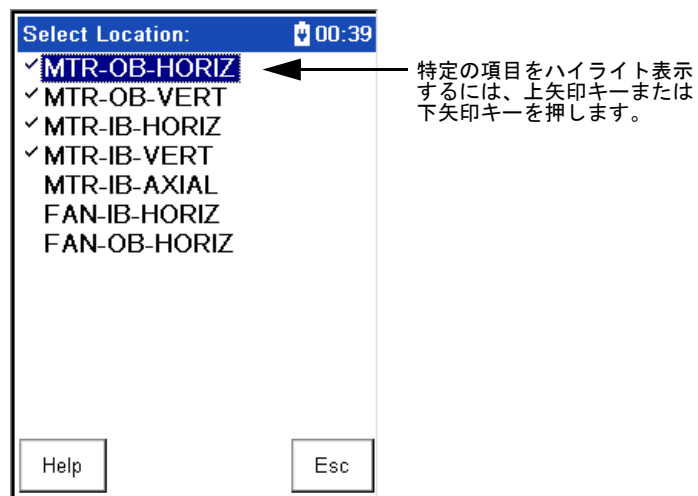 Select Location: 00:39
MTR-OB-HORIZ
MTR-OB-VERT
MTR-IB-HORIZ
MTR-IB-VERT
MTR-IB-AXIAL
FAN-IB-HORIZ
FAN-OB-HORIZ
Help Esc
特定の項目をハイライト表示
するには、上矢印キーまたは
下矢印キーを押します。